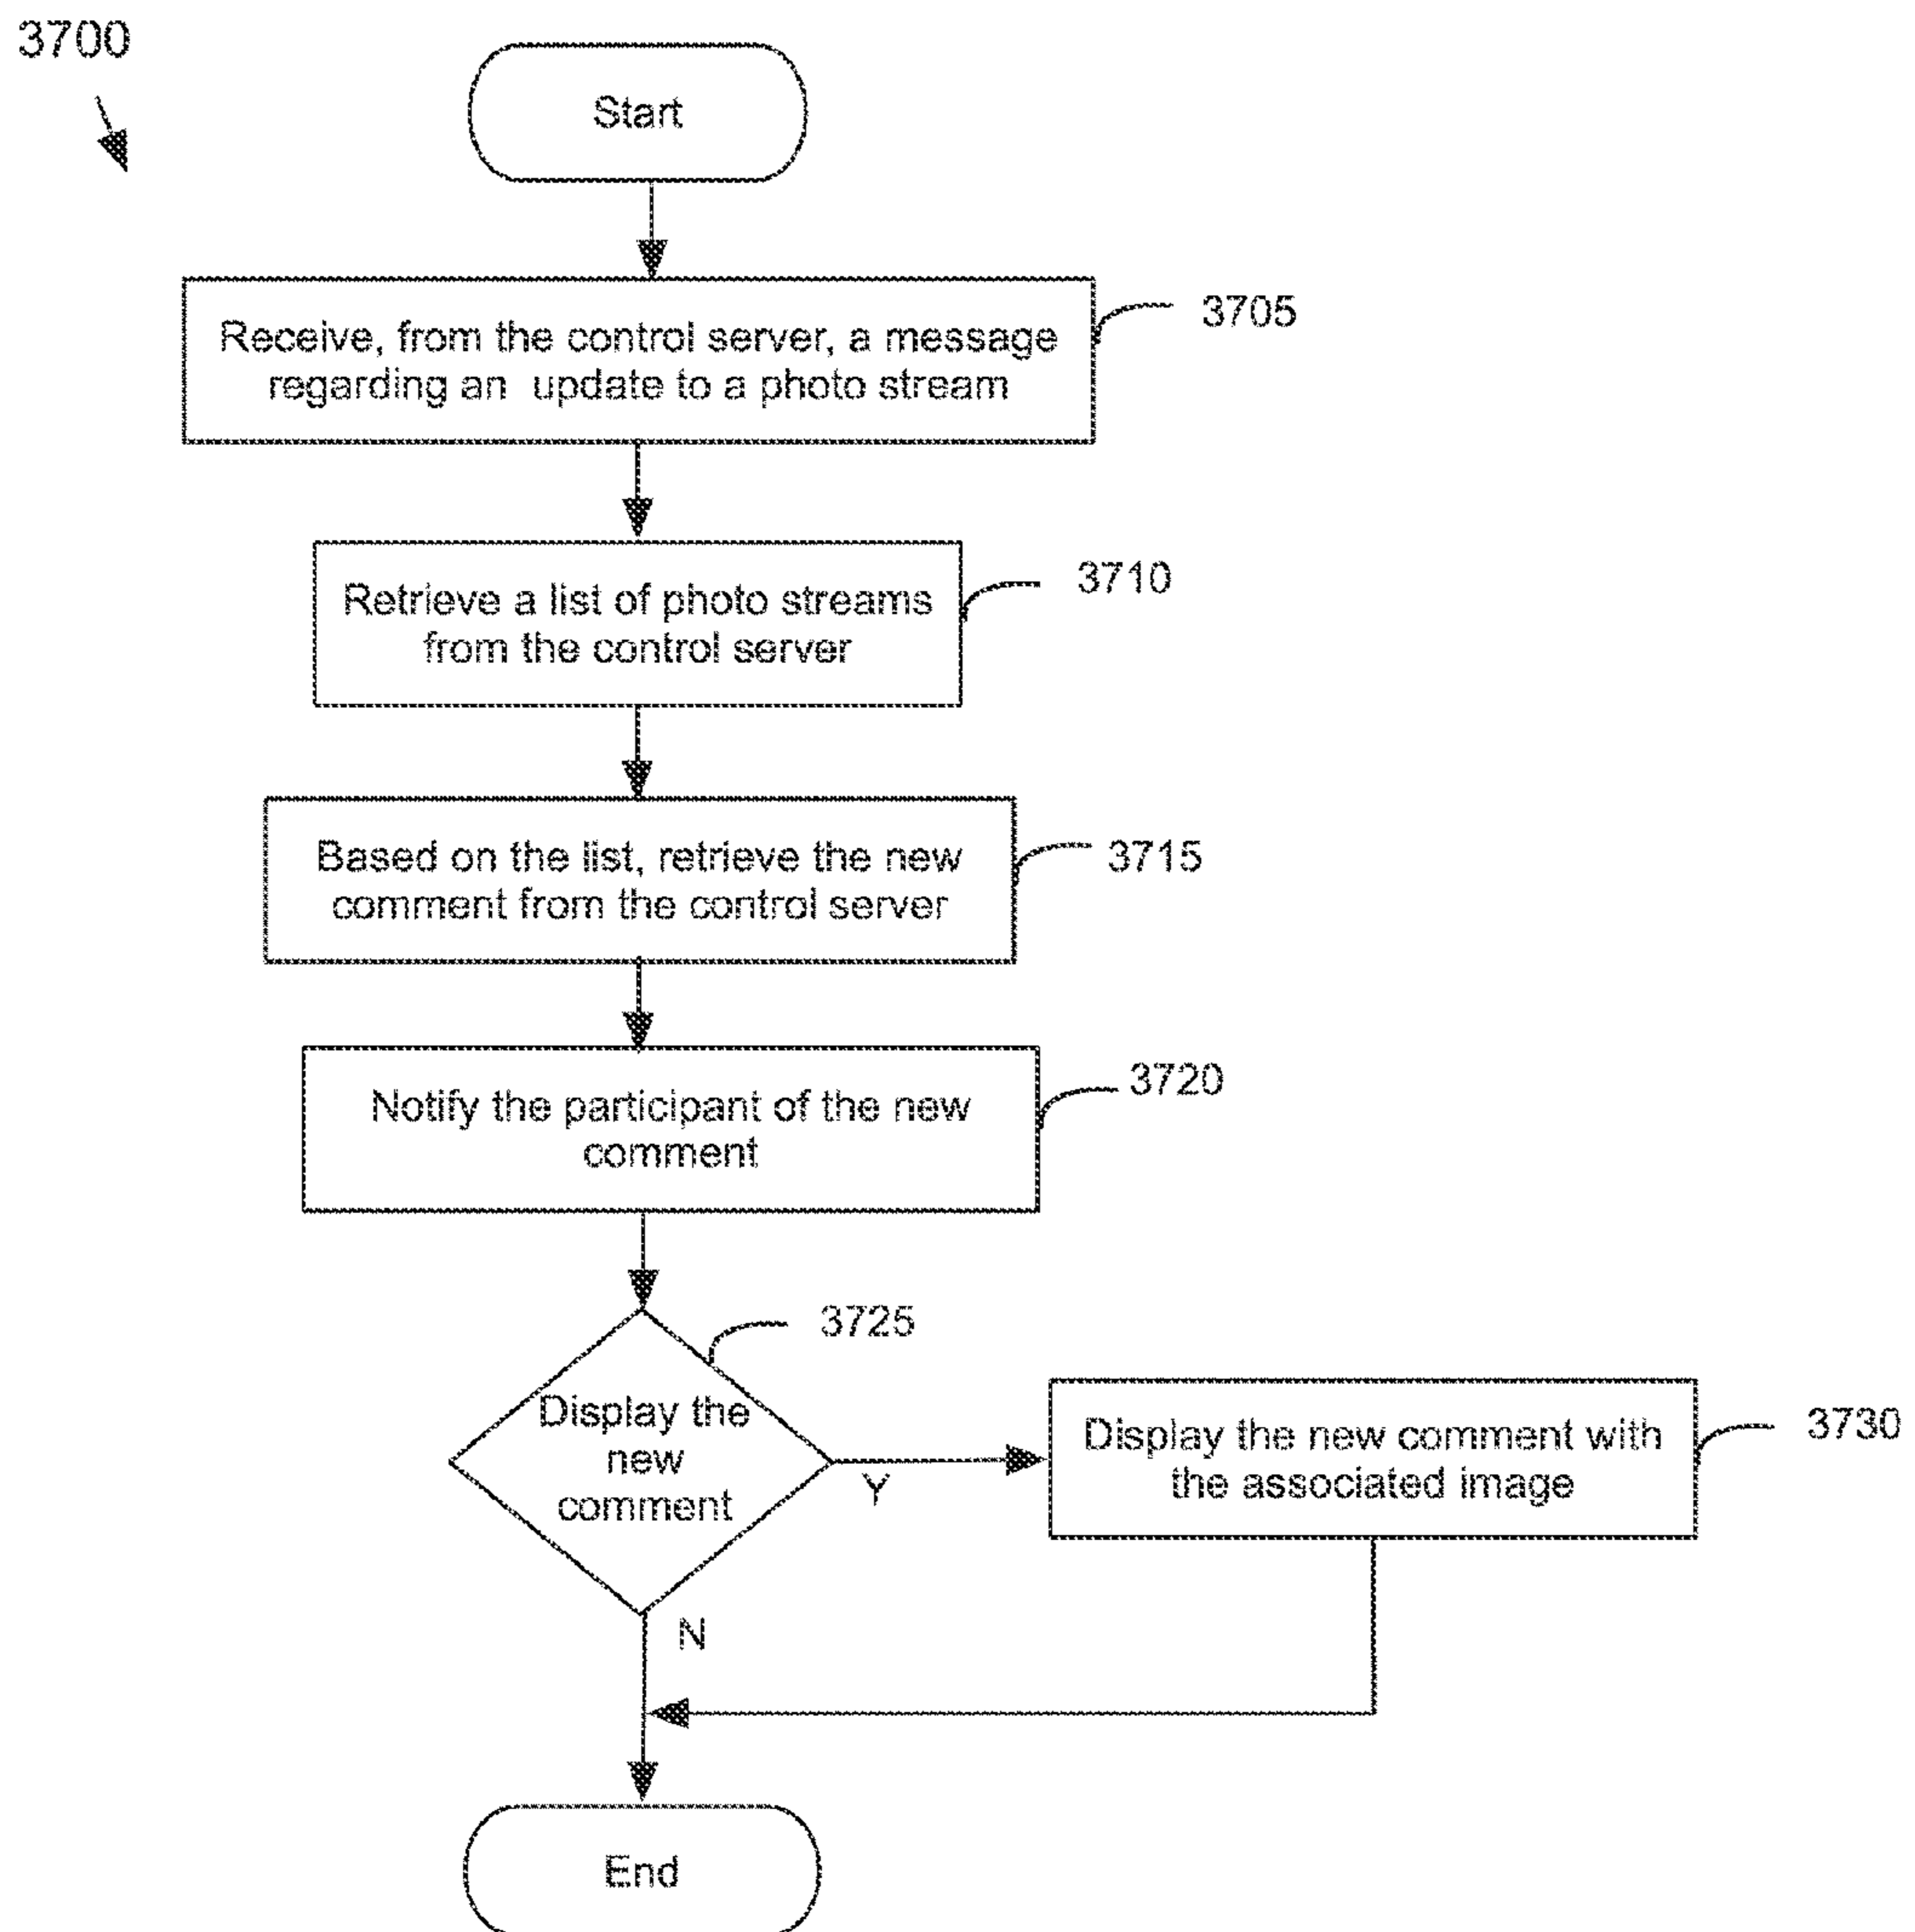 3700
Start
Receive, from the control server, a message
regarding an update to a photo stream
3705
Retrieve a list of photo streams
from the control server
3710
Based on the list, retrieve the new
comment from the control server
3715
Notify the participant of the new
comment
3720
3725
Display the
new
comment
Y
Display the new comment with
the associated image
3730
N
End